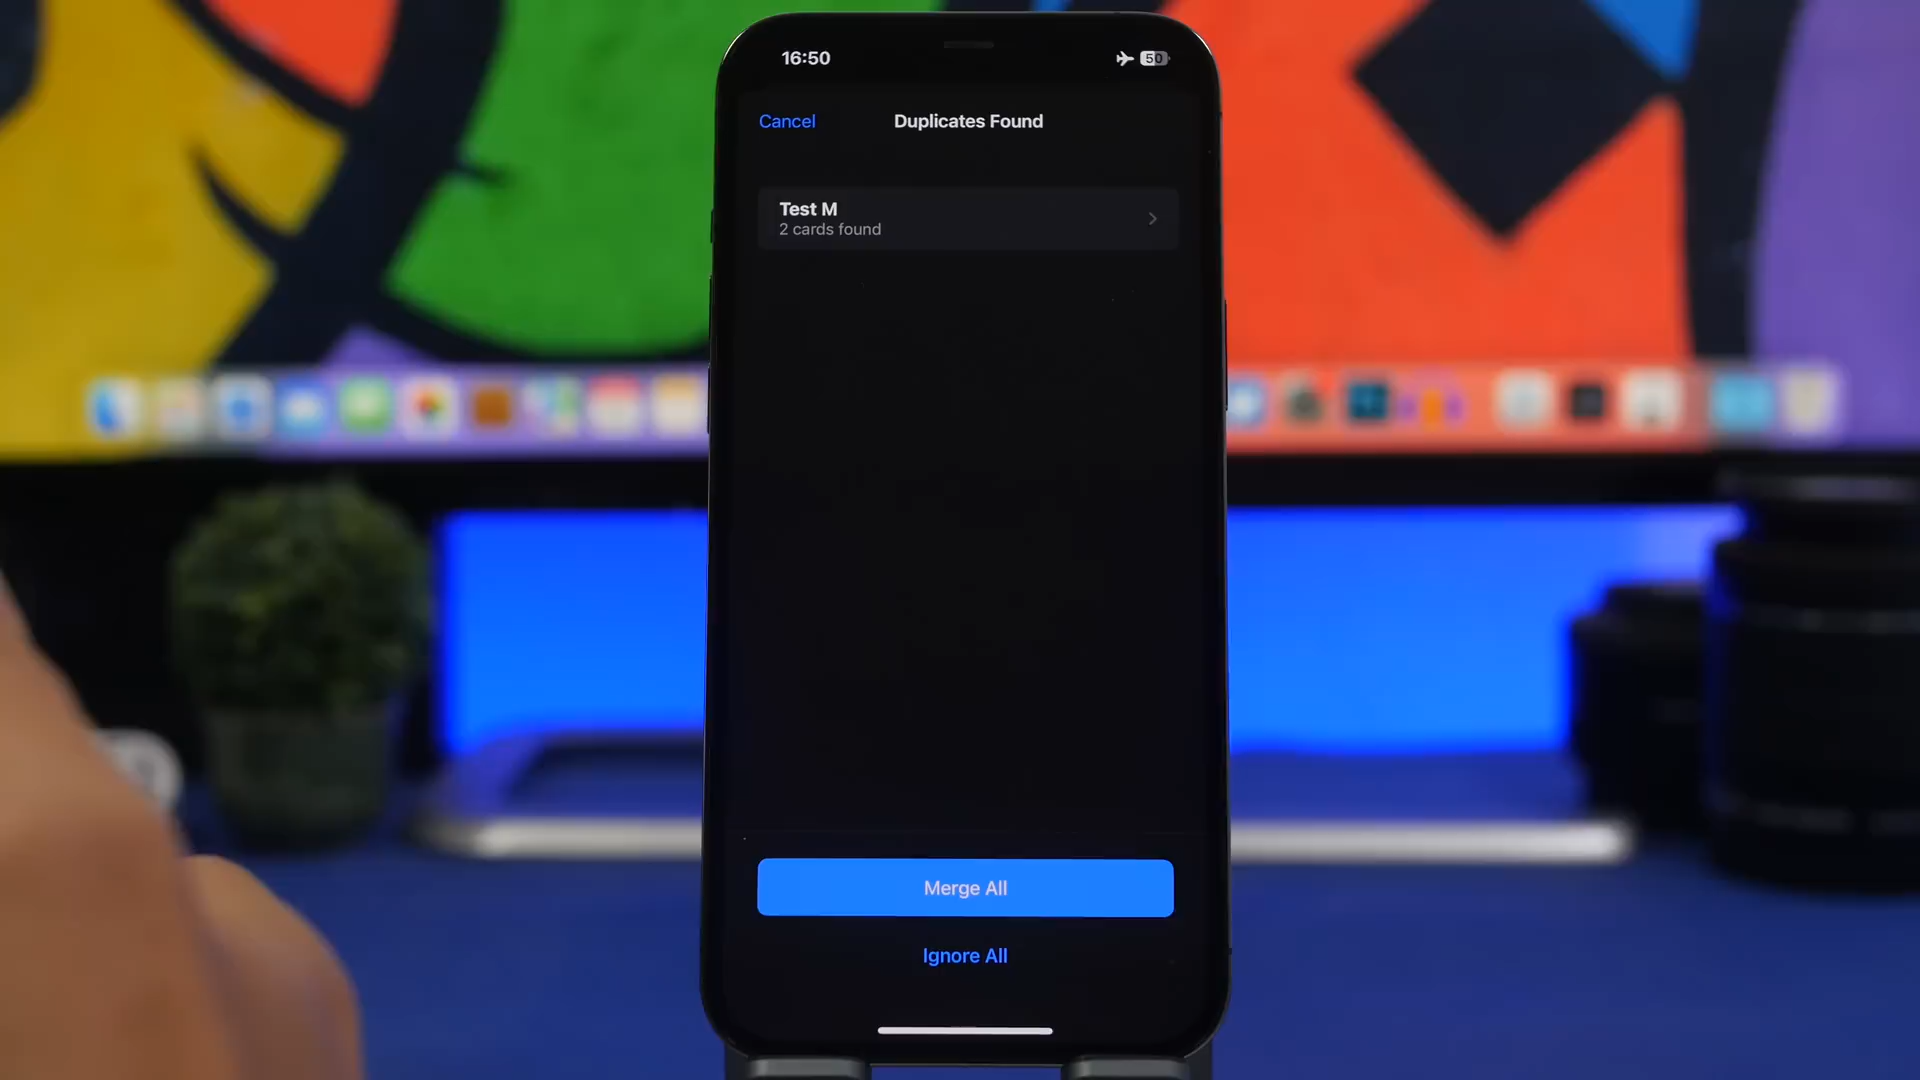 16:50
50
Cancel
Duplicates Found
Test M
2 cards found
Merge All
Ignore All